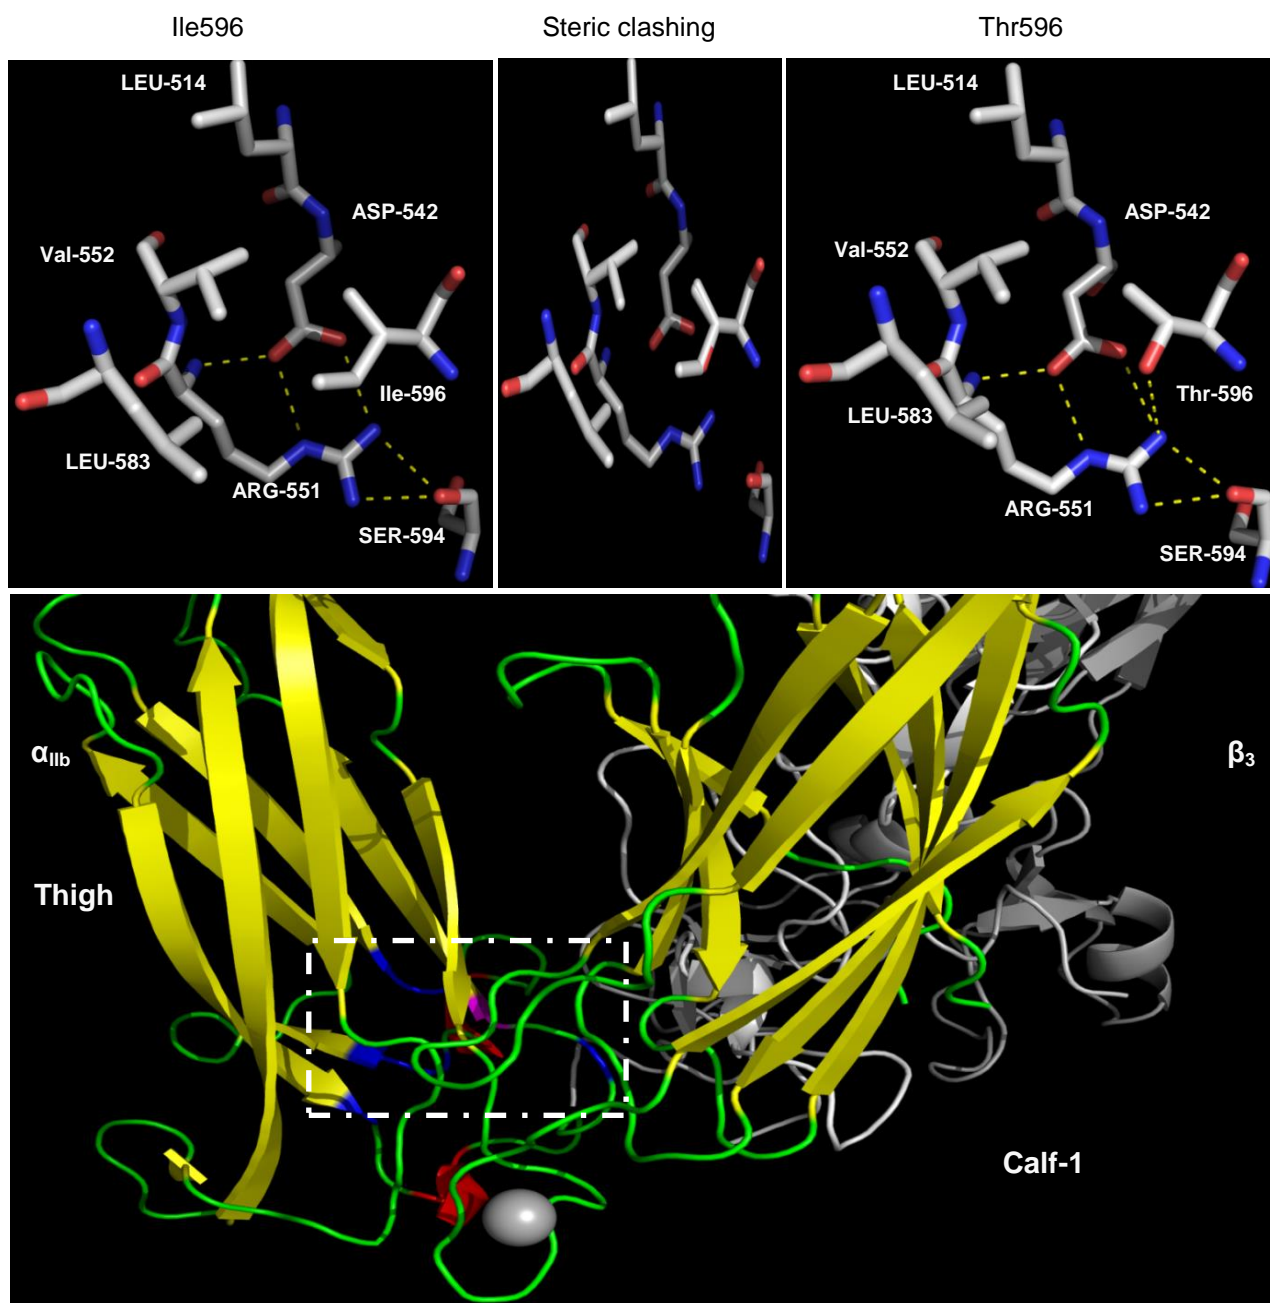 Ile596 Steric clashing Thr596
LEU-514
ASP-542
Val-552
Ile-596
LEU-583
ARG-551
SER-594
LEU-514
ASP-542
Val-552
Thr-596
LEU-583
ARG-551
SER-594
αIIb
β3
Thigh
Calf-1